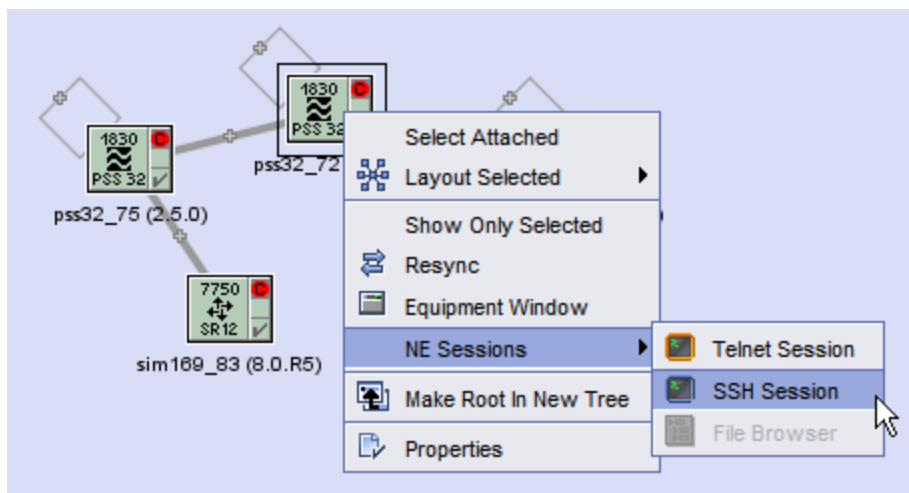 1830
C
PSS 32
pss32_72
1830
C
PSS 32
pss32_75 (2.5.0)
7750
C
SR12
sim169_83 (8.0.R5)
Select Attached
Layout Selected
Show Only Selected
Resync
Equipment Window
NE Sessions
Make Root In New Tree
Properties
Telnet Session
SSH Session
File Browser